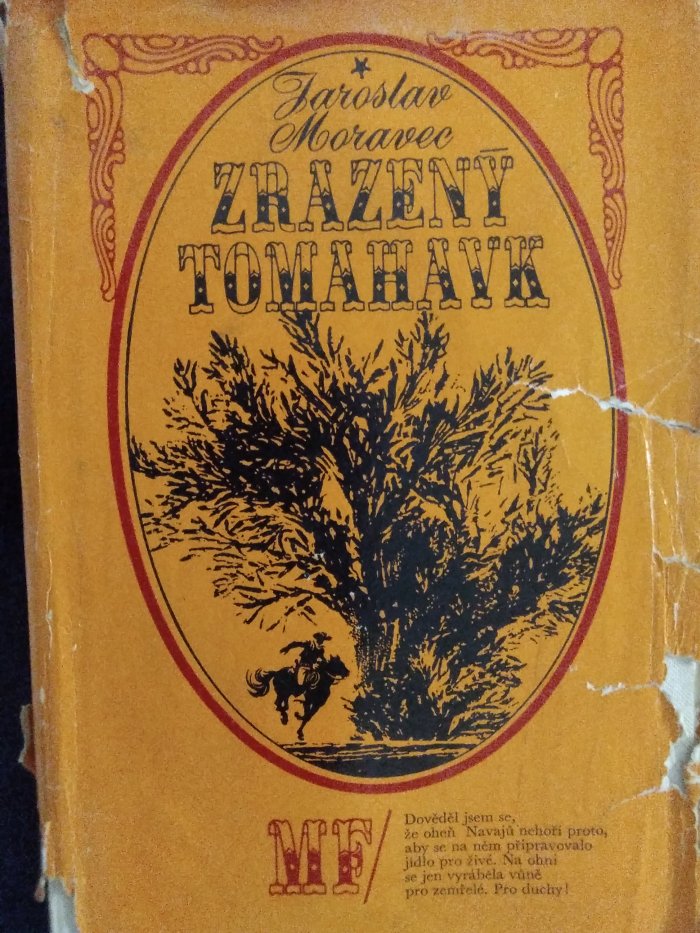 Jaroslav
Moravec
ZRAZENÝ
TOMAHAVK
MF/
Dověděl jsem se,
že oheň Navajů nehoří proto,
aby se na něm připravovalo
jídlo pro živé. Na ohni
se jen vyráběla vůně
pro zemřelé. Pro duchy!